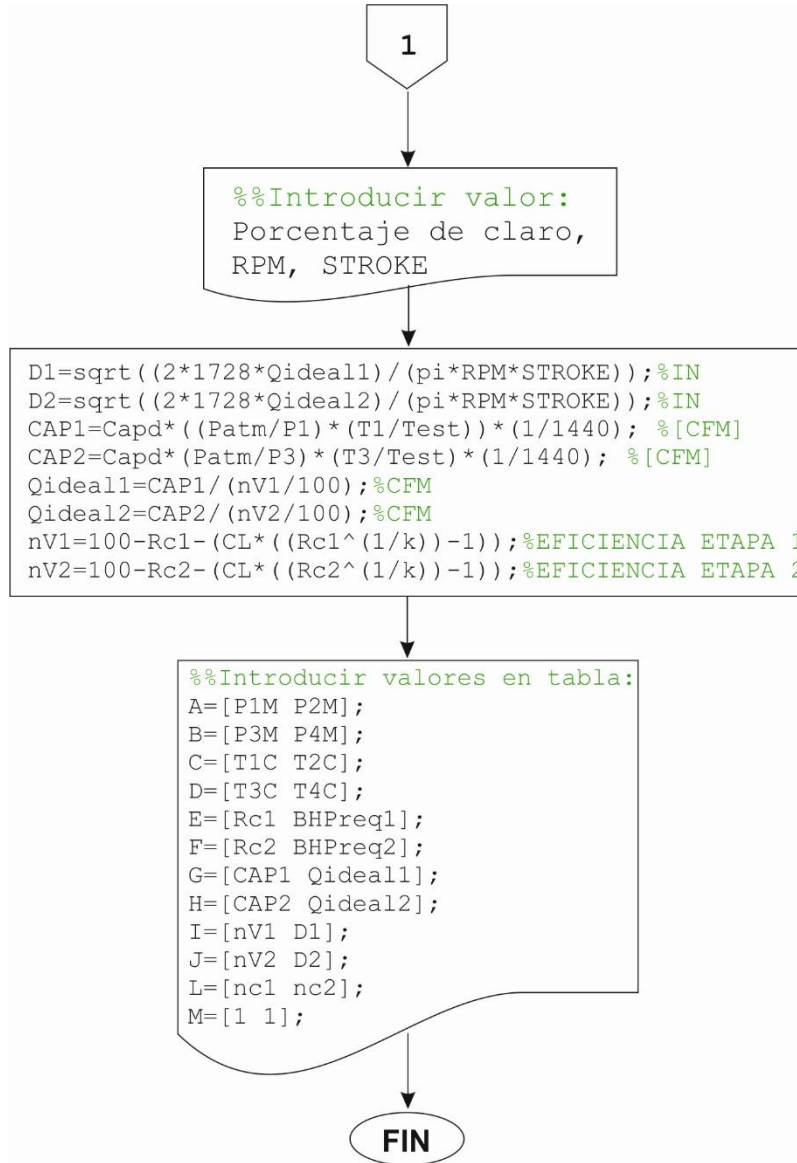 1
%%Introducir valor:
Porcentaje de claro,
RPM, STROKE
D1=sqrt((2*1728*Qideal1)/(pi*RPM*STROKE));%IN
D2=sqrt((2*1728*Qideal2)/(pi*RPM*STROKE));%IN
CAP1=Capd*((Patm/P1)*(T1/Test))*(1/1440); %[CFM]
CAP2=Capd*(Patm/P3)*(T3/Test)*(1/1440); %[CFM]
Qideal1=CAP1/(nV1/100);%CFM
Qideal2=CAP2/(nV2/100);%CFM
nV1=100-Rc1-(CL*((Rc1^(1/k))-1));%EFICIENCIA ETAPA 1
nV2=100-Rc2-(CL*((Rc2^(1/k))-1));%EFICIENCIA ETAPA 2
%%Introducir valores en tabla:
A=[P1M P2M];
B=[P3M P4M];
C=[T1C T2C];
D=[T3C T4C];
E=[Rc1 BHPreq1];
F=[Rc2 BHPreq2];
G=[CAP1 Qideal1];
H=[CAP2 Qideal2];
I=[nV1 D1];
J=[nV2 D2];
L=[nc1 nc2];
M=[1 1];
FIN